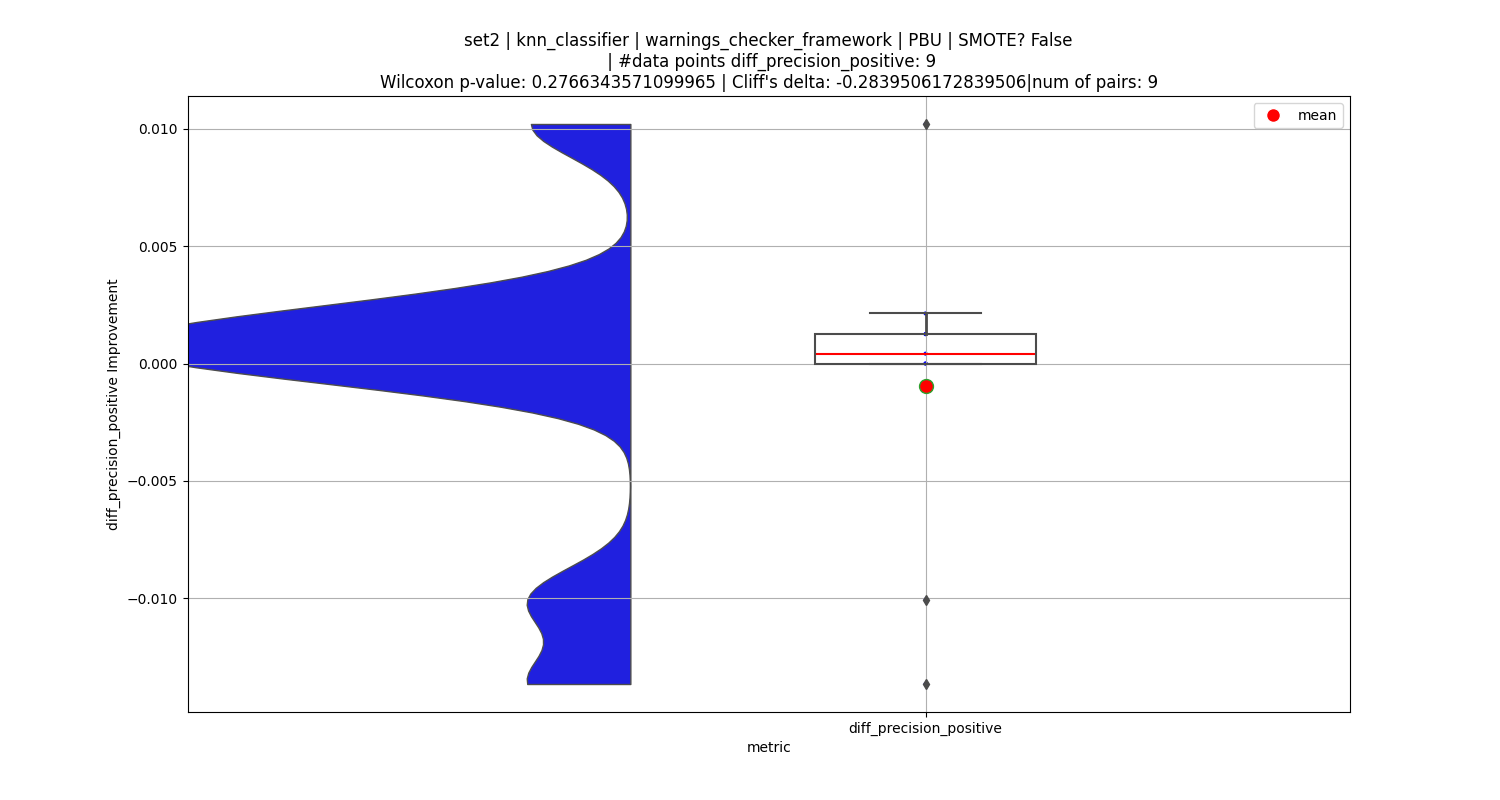 set2 | knn_classifier | warnings_checker_framework | PBU | SMOTE? False
| #data points diff_precision_positive: 9
Wilcoxon p-value: 0.2766343571099965 | Cliff's delta: -0.2839506172839506|num of pairs: 9
mean
0.010
0.005
0.000
−0.005
−0.010
diff_precision_positive Improvement
diff_precision_positive
metric